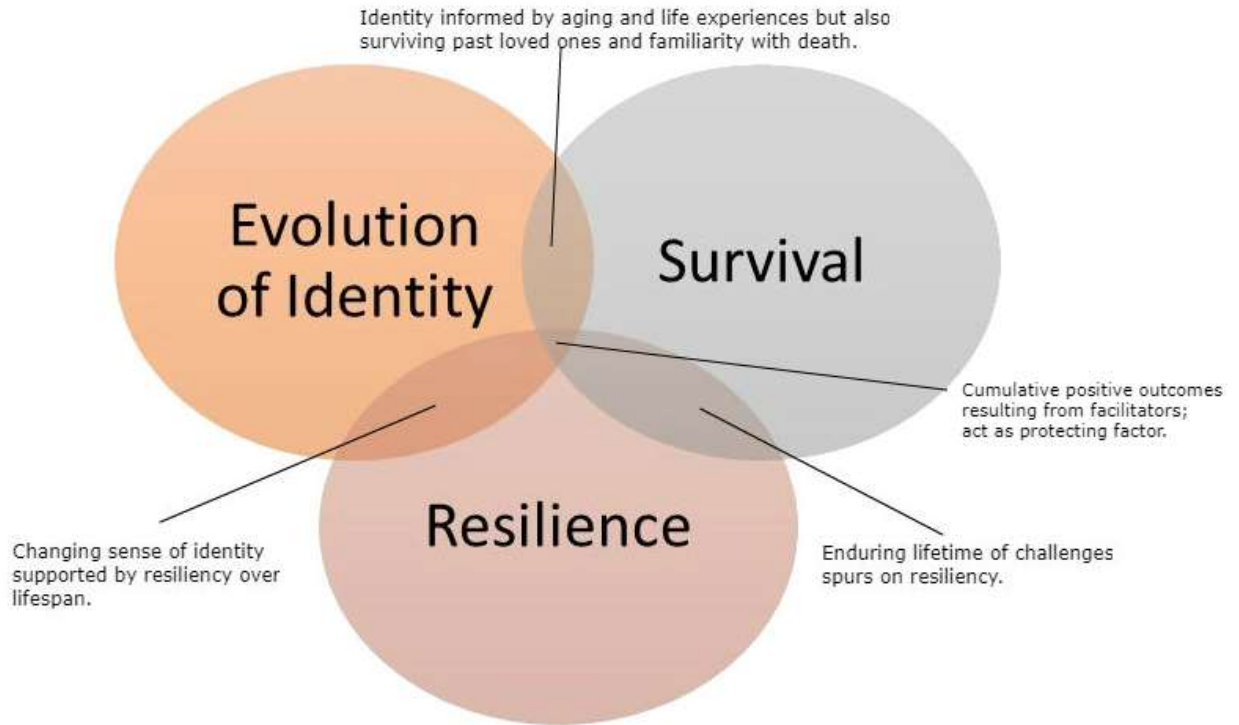 Identity informed by aging and life experiences but also
surviving past loved ones and familiarity with death.
Evolution
of Identity
Survival
Cumulative positive outcomes
resulting from facilitators;
act as protecting factor.
Resilience
Changing sense of identity
supported by resiliency over
lifespan.
Enduring lifetime of challenges
spurs on resiliency.